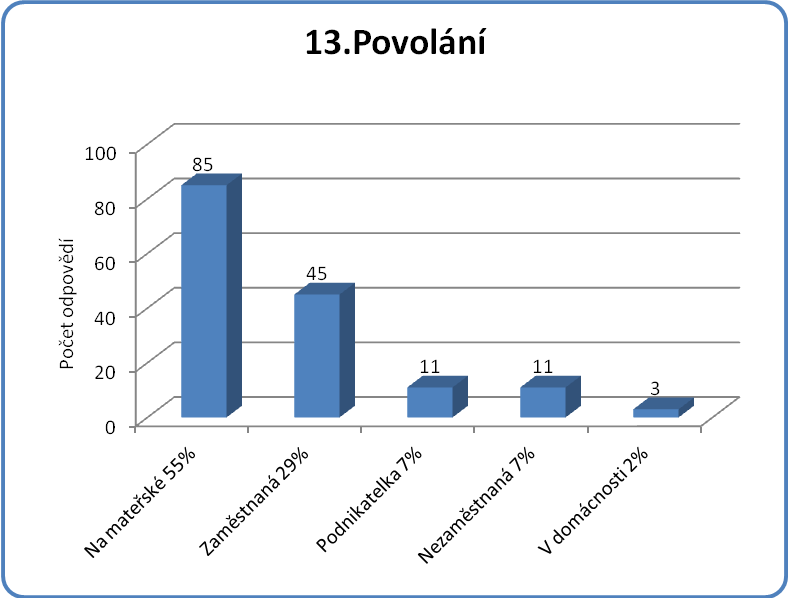 13.Povolání
Počet odpovědí
100
80
60
40
20
0
85
45
11
11
3
Na mateřské 55%
Zaměstnaná 29%
Podnikatelka 7%
Nezaměstnaná 7%
V domácnosti 2%